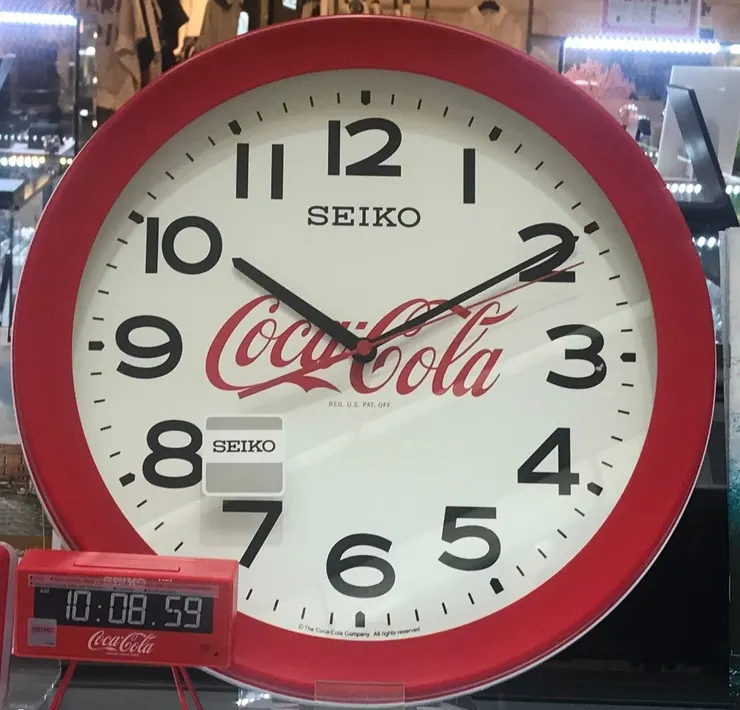 12
11
1
SEIKO
10
2
Coca-Cola
9
3
REG. U.S. PAT. OFF.
8
SEIKO
4
7
5
6
SEIKO
AM
10:08.59
Coca-Cola
© The Coca-Cola Company. All rights reserved